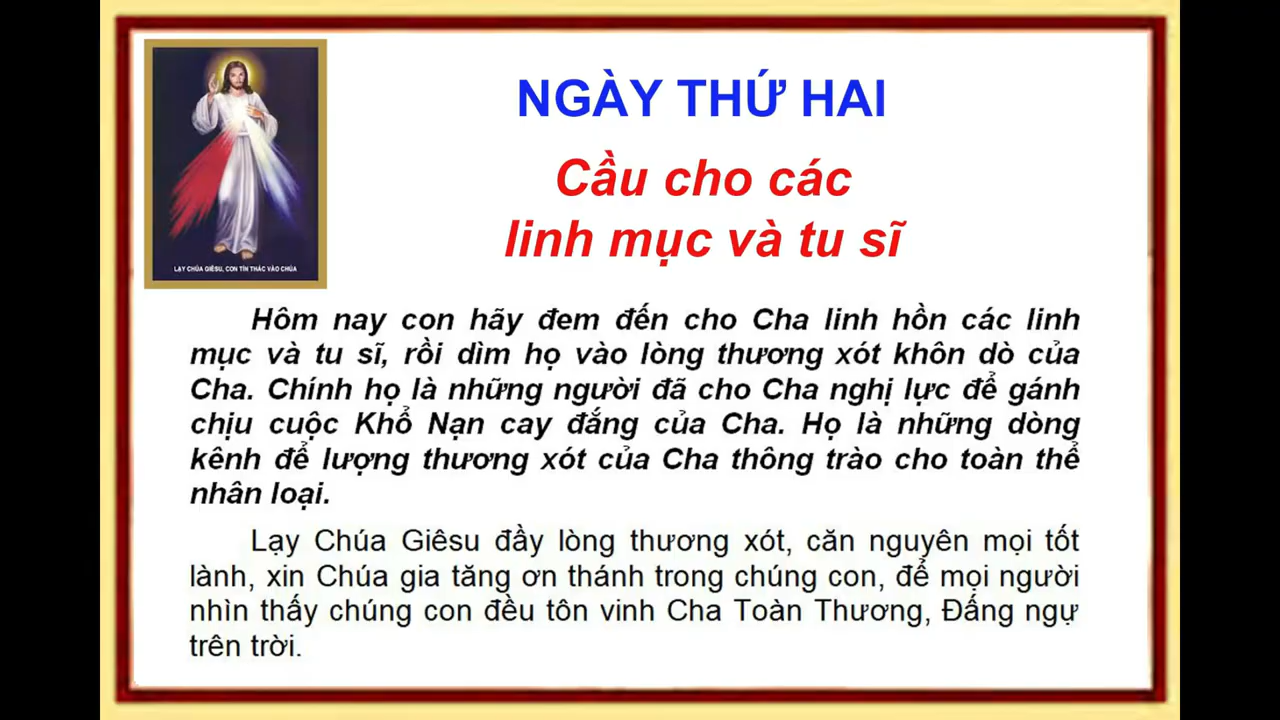 NGÀY THỨ HAI
Cầu cho các
linh mục và tu sĩ
LẠY CHÚA GIÊSU, CON TÍN THÁC VÀO CHÚA
Hôm nay con hãy đem đến cho Cha linh hồn các linh
mục và tu sĩ, rồi dìm họ vào lòng thương xót khôn dò của
Cha. Chính họ là những người đã cho Cha nghị lực để gánh
chịu cuộc Khổ Nạn cay đắng của Cha. Họ là những dòng
kênh để lượng thương xót của Cha thông trào cho toàn thể
nhân loại.
Lạy Chúa Giêsu đầy lòng thương xót, căn nguyên mọi tốt
lành, xin Chúa gia tăng ơn thánh trong chúng con, để mọi người
nhìn thấy chúng con đều tôn vinh Cha Toàn Thương, Đấng ngự
trên trời.